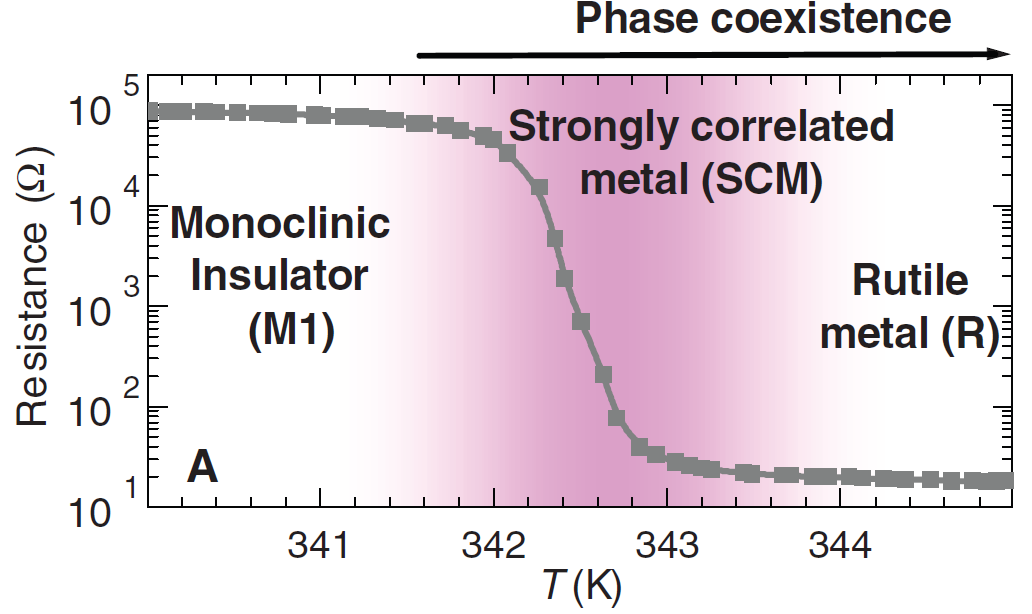 Phase coexistence
10 5
10 4
10 3
10 2
10 1
Resistance (Ω)
Strongly correlated
metal (SCM)
Monoclinic
Insulator
(M1)
Rutile
metal (R)
A
341 342 343 344
T (K)